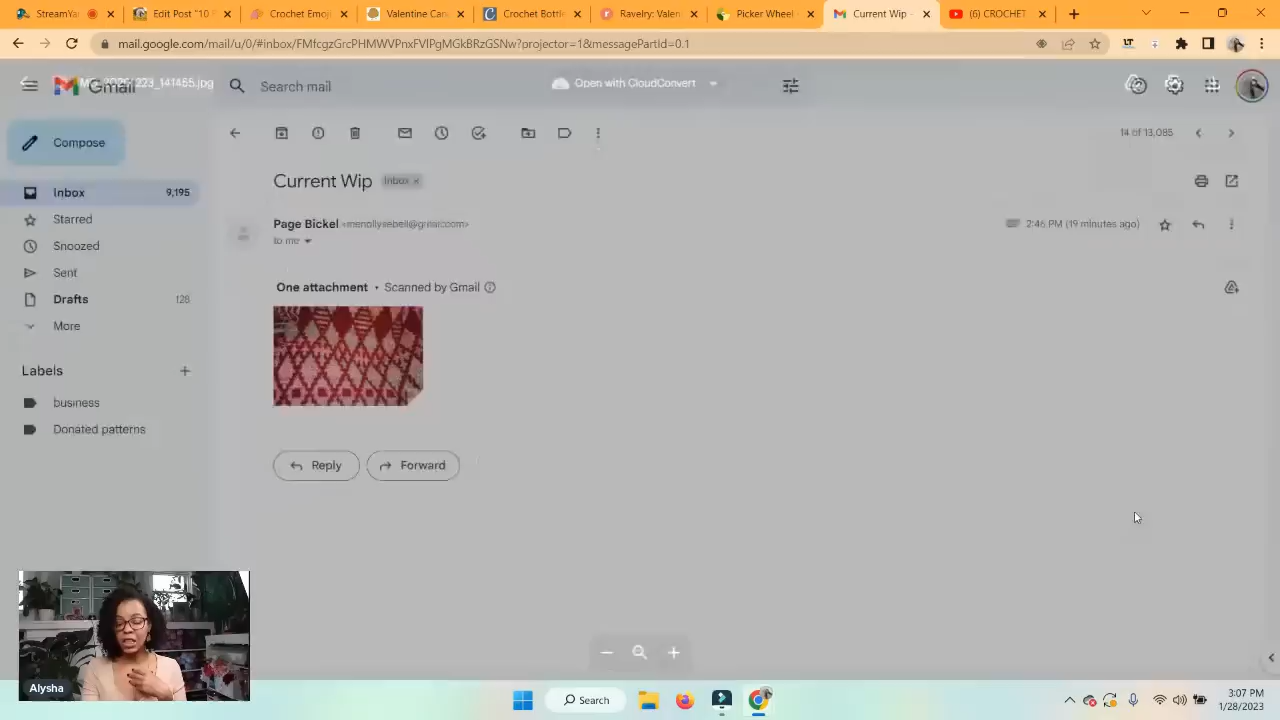 StreamYar
Edit Post "10 F
Crochet Emoji
Valentine Can
Crochet Bottle
Ravelry: Valen
Picker Wheel -
Current Wip -
(6) CROCHET
mail.google.com/mail/u/0/#inbox/FMfcgzGrcPHMWVPnxFVlPgMGkBRzGSNw?projector=1&messagePartId=0.1
Gmail
Search mail
Open with CloudConvert
Compose
14 of 13,085
Inbox 9,195
Current Wip Inbox ×
Starred
Page Bickel
2:46 PM (19 minutes ago)
to me
Snoozed
Sent
One attachment • Scanned by Gmail
Drafts 128
More
Labels
business
Donated patterns
Reply
Forward
Alysha
Search
3:07 PM
1/28/2023